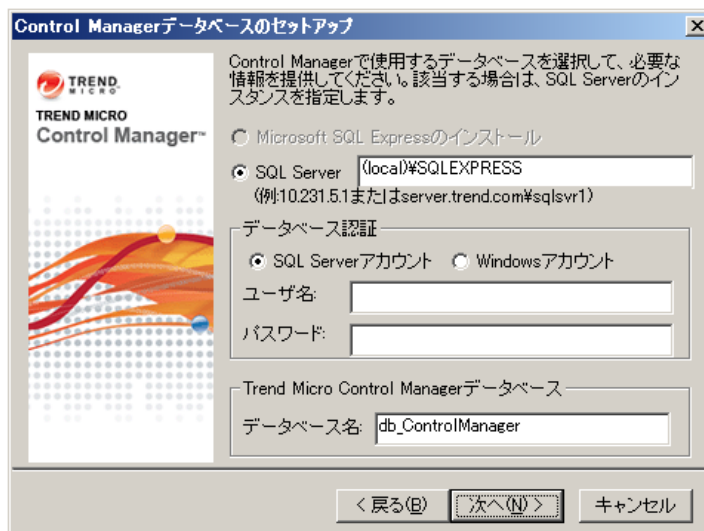 Control Managerデータベースのセットアップ
TREND
MICRO
TREND MICRO
Control Manager™
Control Managerで使用するデータベースを選択して、必要な
情報を提供してください。該当する場合は、SQL Serverのイン
スタンスを指定します。
Microsoft SQL Expressのインストール
SQL Server (local)¥SQLEXPRESS
(例:10.231.5.1またはserver.trend.com¥sqlsvr1)
データベース認証
SQL Serverアカウント Windowsアカウント
ユーザ名:
パスワード:
Trend Micro Control Managerデータベース
データベース名: db_ControlManager
< 戻る(B) 次へ(N) > キャンセル